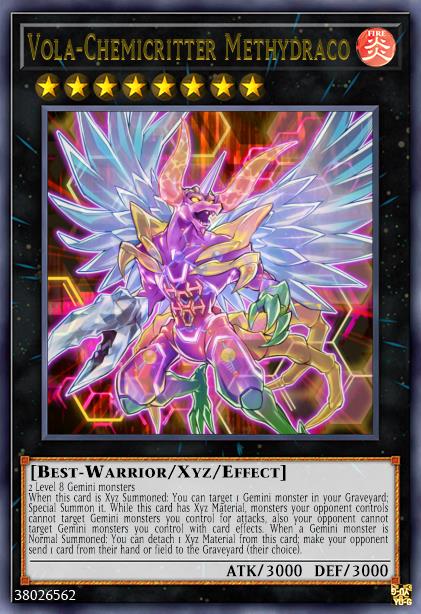 VOLA-CHEMICRITTER METHYDRACO
FIRE
炎
[BEST-WARRIOR/XYZ/EFFECT]
2 Level 8 Gemini monsters
When this card is Xyz Summoned: You can target 1 Gemini monster in your Graveyard;
Special Summon it. While this card has Xyz Material, monsters your opponent controls
cannot target Gemini monsters you control for attacks, also your opponent cannot
target Gemini monsters you control with card effects. When a Gemini monster is
Normal Summoned: You can detach 1 Xyz Material from this card; make your opponent
send 1 card from their hand or field to the Graveyard (their choice).
ATK/3000 DEF/3000
38026562